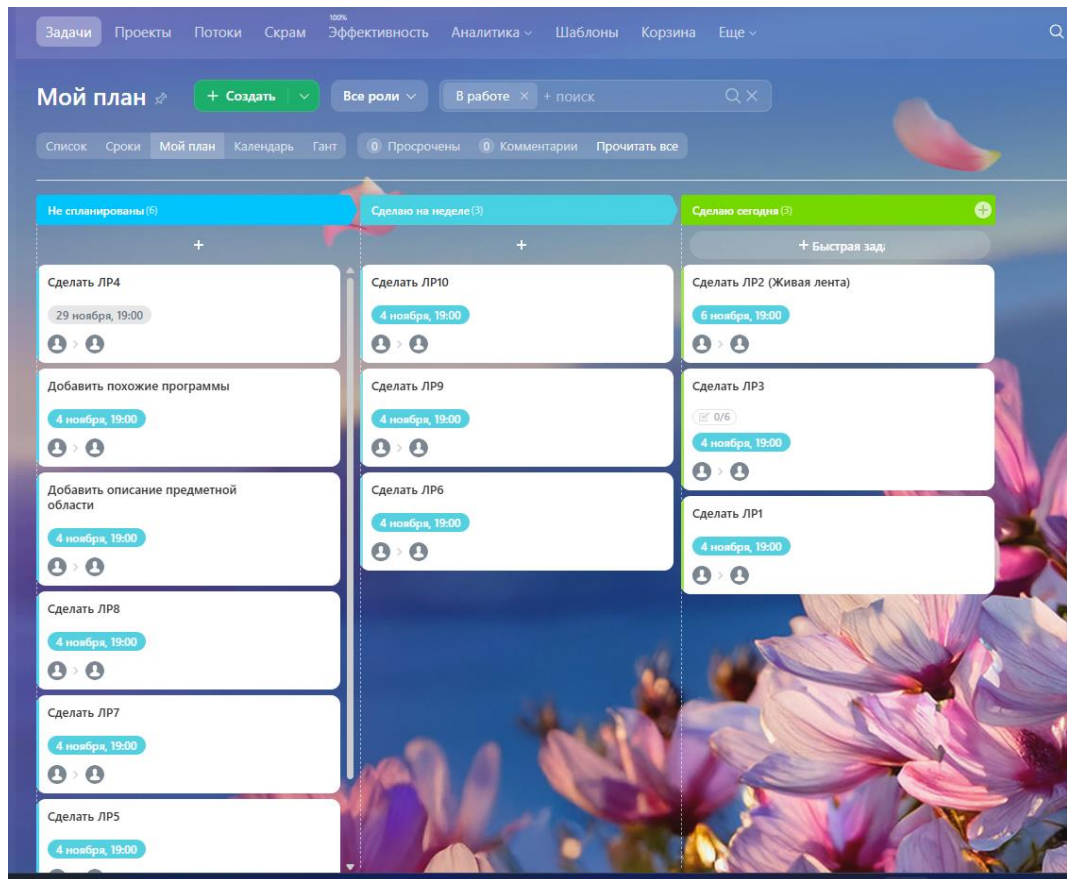 100%
Задачи Проекты Потоки Скрам Эффективность Аналитика Шаблоны Корзина Еще
Мой план + Создать Все роли В работе × + поиск
Список Сроки Мой план Календарь Гант 0 Просрочены 0 Комментарии Прочитать все
Не спланированы (6)
+
Сделать ЛР4
29 ноября, 19:00
Добавить похожие программы
4 ноября, 19:00
Добавить описание предметной
области
4 ноября, 19:00
Сделать ЛР8
4 ноября, 19:00
Сделать ЛР7
4 ноября, 19:00
Сделать ЛР5
4 ноября, 19:00
Сделаю на неделе (3)
+
Сделать ЛР10
4 ноября, 19:00
Сделать ЛР9
4 ноября, 19:00
Сделать ЛР6
4 ноября, 19:00
Сделаю сегодня (3)
+ Быстрая зада
Сделать ЛР2 (Живая лента)
6 ноября, 19:00
Сделать ЛР3
0/6
4 ноября, 19:00
Сделать ЛР1
4 ноября, 19:00